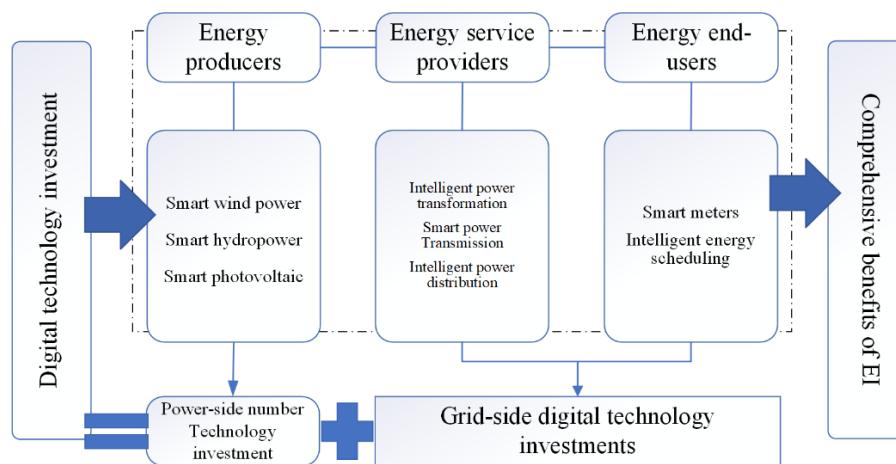 Digital technology investment
Energy
producers
Energy service
providers
Energy end-
users
Smart wind power
Smart hydropower
Smart photovoltaic
Intelligent power
transformation
Smart power
Transmission
Intelligent power
distribution
Smart meters
Intelligent energy
scheduling
Power-side number
Technology
investment
Grid-side digital technology
investments
Comprehensive benefits of EI